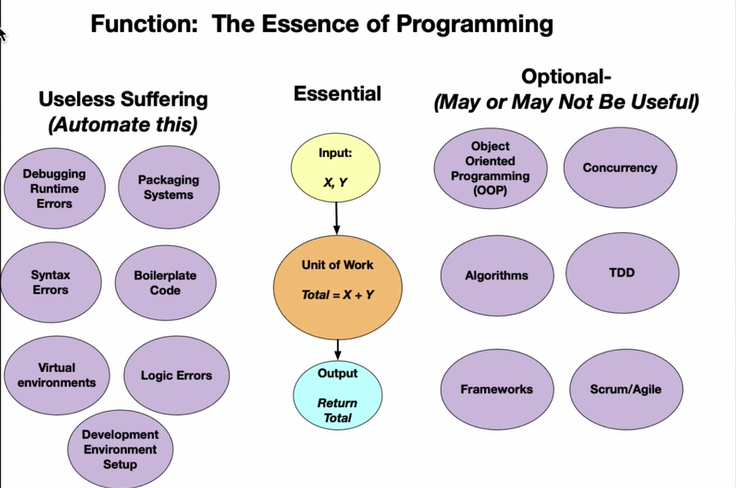 Function:  The Essence of Programming
Useless Suffering
(Automate this)
Debugging
Runtime
Errors
Packaging
Systems
Syntax
Errors
Boilerplate
Code
Virtual
environments
Logic Errors
Development
Environment
Setup
Essential
Input:
X, Y
Unit of Work
Total = X + Y
Output
Return
Total
Optional-
(May or May Not Be Useful)
Object
Oriented
Programming
(OOP)
Concurrency
Algorithms
TDD
Frameworks
Scrum/Agile